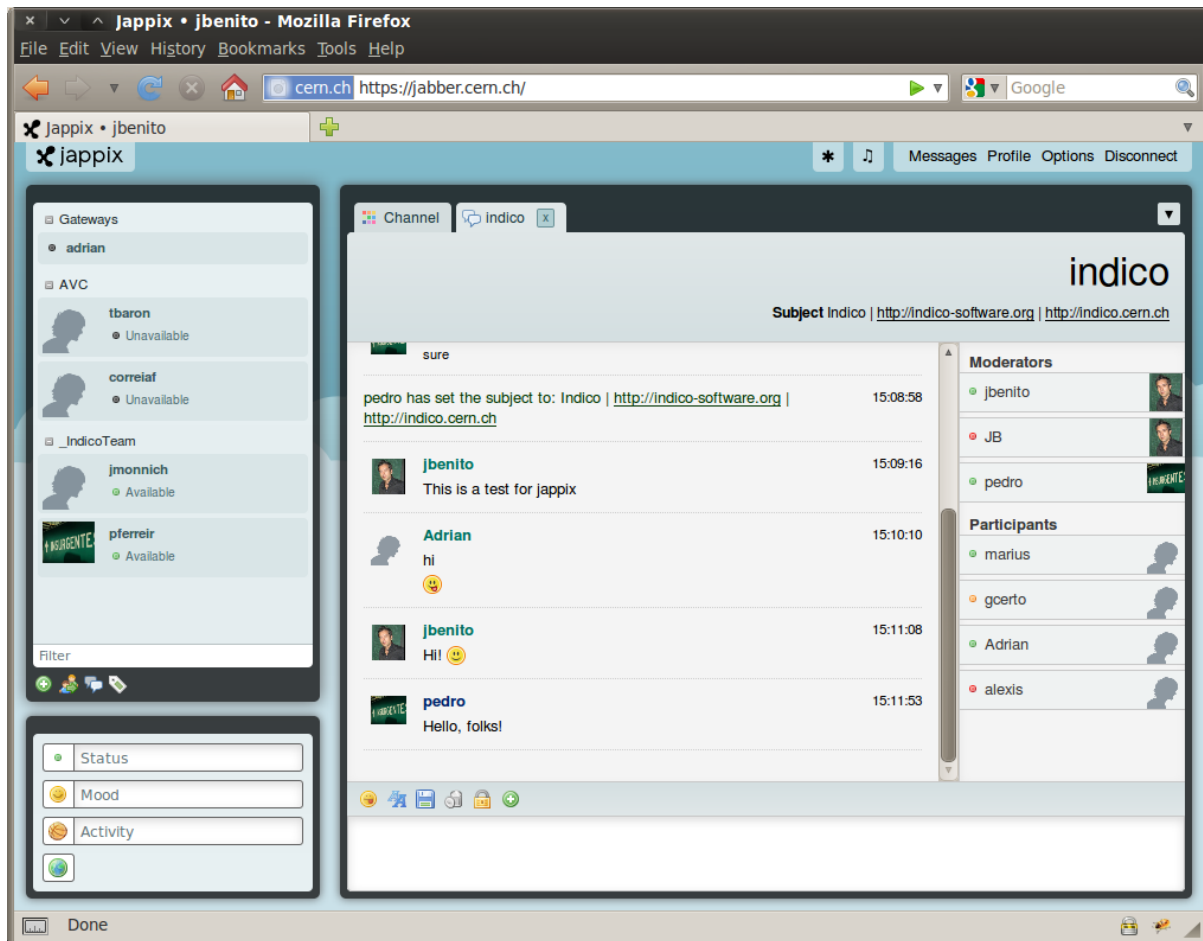 Jappix • jbenito - Mozilla Firefox
File Edit View History Bookmarks Tools Help
cern.ch https://jabber.cern.ch/
Google
Jappix • jbenito
jappix
Messages Profile Options Disconnect
Gateways
adrian
AVC
tbaron
Unavailable
correiaf
Unavailable
_IndicoTeam
jmonnich
Available
INSURGENTE
pferreir
Available
Filter
Status
Mood
Activity
Channel
indico x
indico
Subject Indico | http://indico-software.org | http://indico.cern.ch
sure
pedro has set the subject to: Indico | http://indico-software.org | 15:08:58
http://indico.cern.ch
jbenito 15:09:16
This is a test for jappix
Adrian 15:10:10
hi
jbenito 15:11:08
Hi!
pedro 15:11:53
Hello, folks!
Moderators
jbenito
JB
pedro
Participants
marius
gcerto
Adrian
alexis
Done